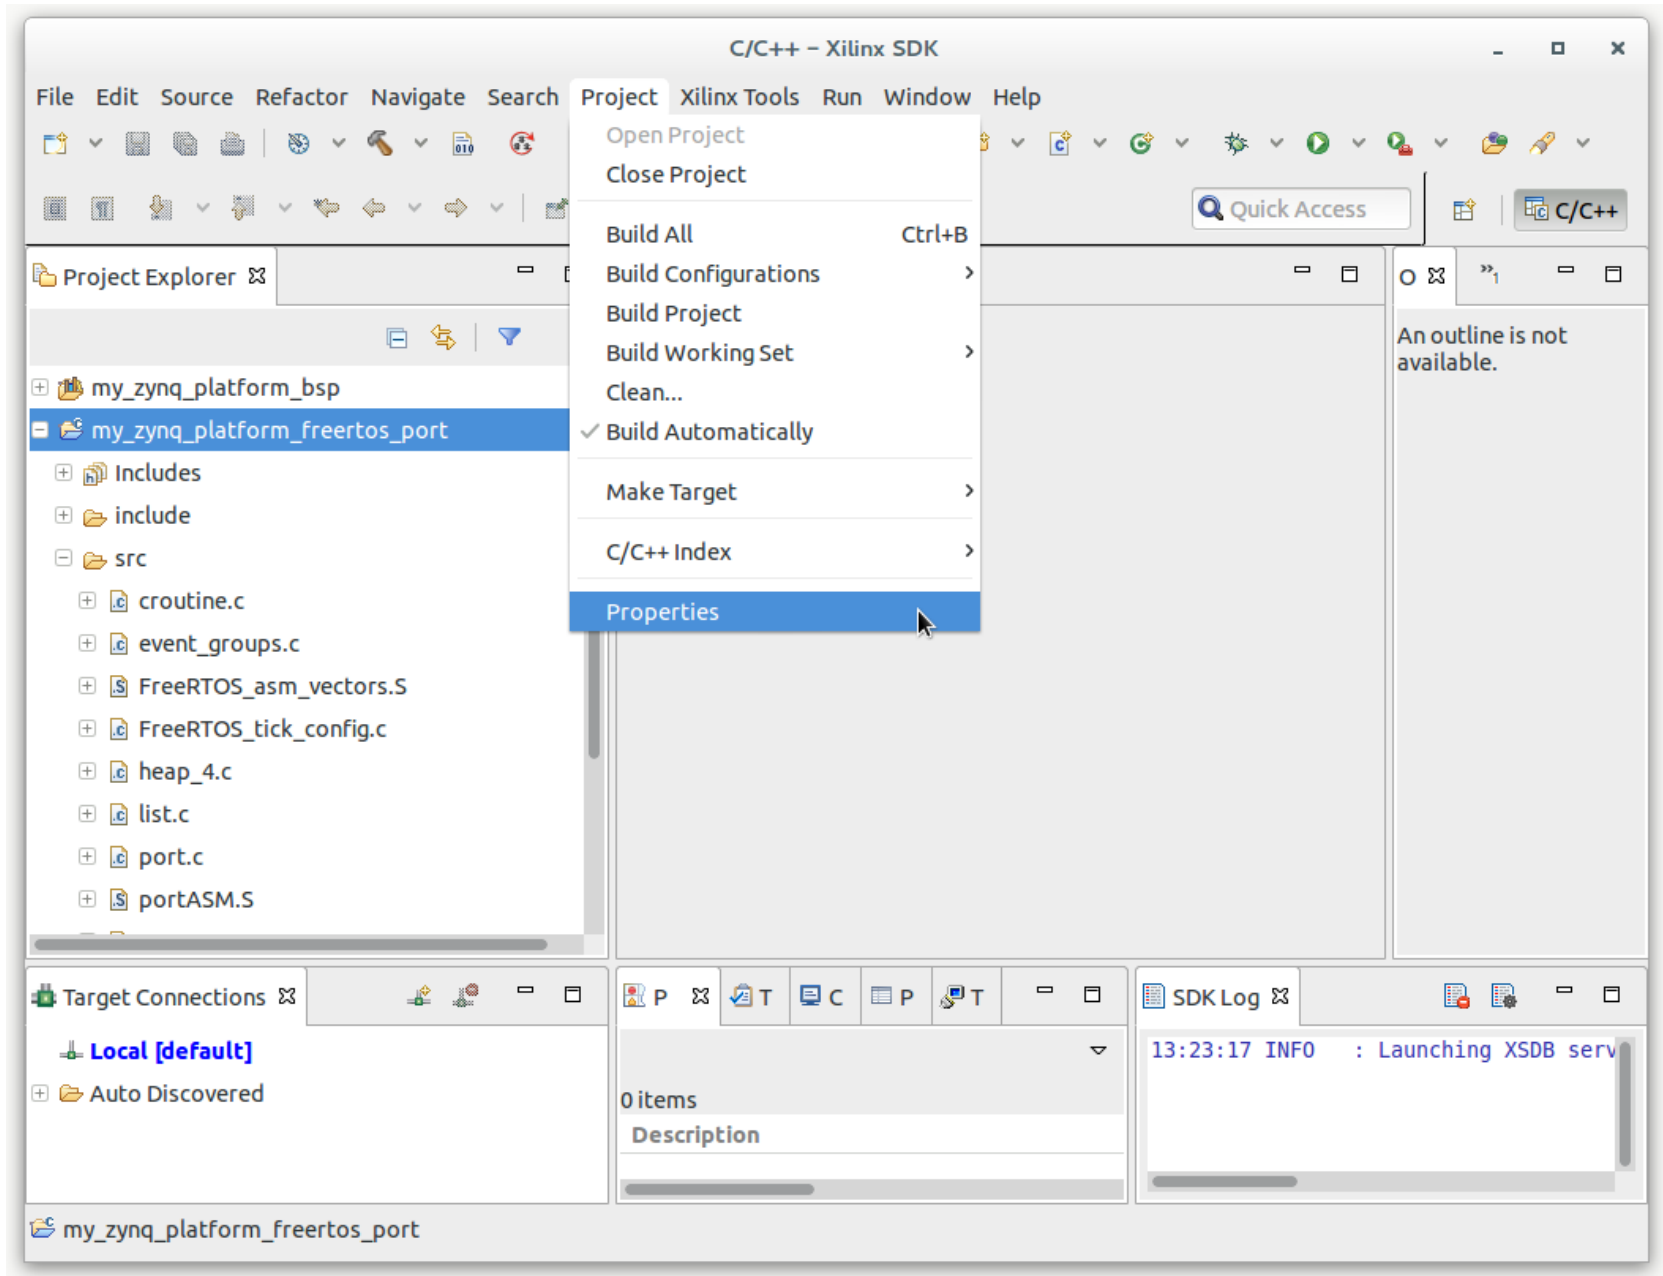 C/C++ – Xilinx SDK
File Edit Source Refactor Navigate Search Project Xilinx Tools Run Window Help
Open Project
Close Project
Quick Access
C/C++
Build All Ctrl+B
Build Configurations
Build Project
Build Working Set
Clean...
Build Automatically
Make Target
C/C++ Index
Properties
Project Explorer
my_zynq_platform_bsp
my_zynq_platform_freertos_port
Includes
include
src
croutine.c
event_groups.c
FreeRTOS_asm_vectors.S
FreeRTOS_tick_config.c
heap_4.c
list.c
port.c
portASM.S
O »1
An outline is not
available.
Target Connections
Local [default]
Auto Discovered
P T C P T
0 items
Description
SDK Log
13:23:17 INFO : Launching XSDB serv
my_zynq_platform_freertos_port